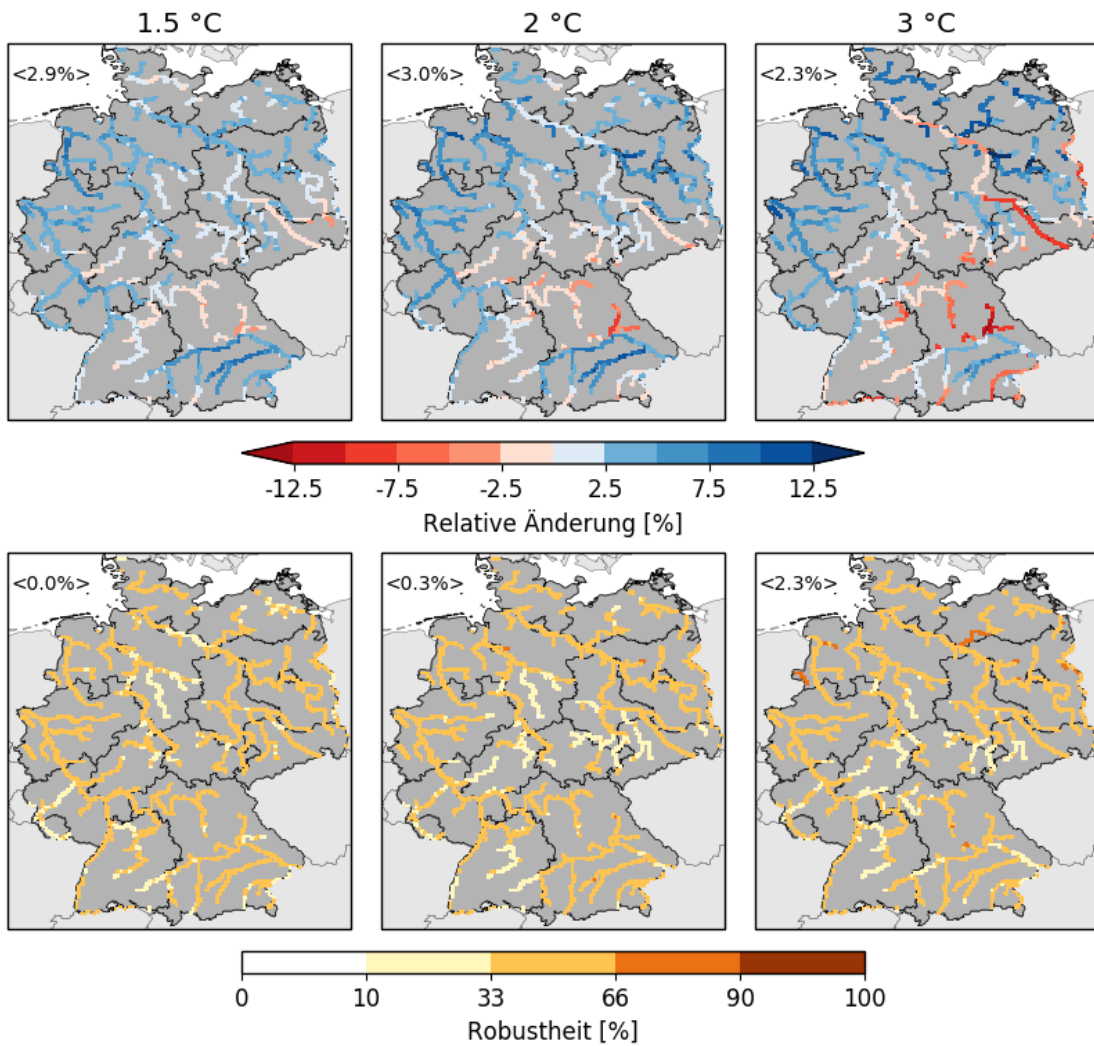 1.5 °C 2 °C 3 °C
<2.9%> <3.0%> <2.3%>
-12.5 -7.5 -2.5 2.5 7.5 12.5
Relative Änderung [%]
<0.0%> <0.3%> <2.3%>
0 10 33 66 90 100
Robustheit [%]